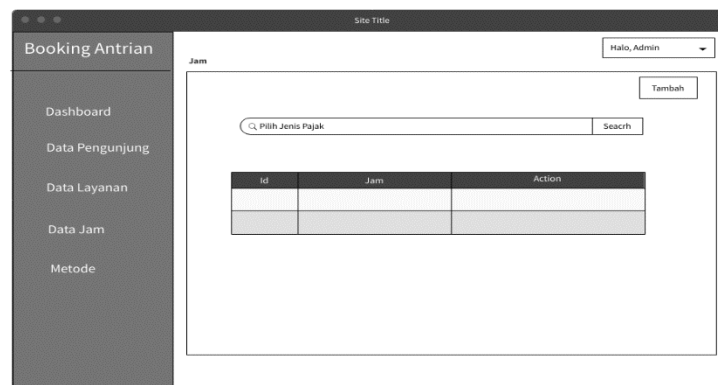 Site Title
Booking Antrian
Halo, Admin
Jam
Tambah
Dashboard
Pilih Jenis Pajak
Seacrh
Data Pengunjung
Id Jam Action
Data Layanan
Data Jam
Metode